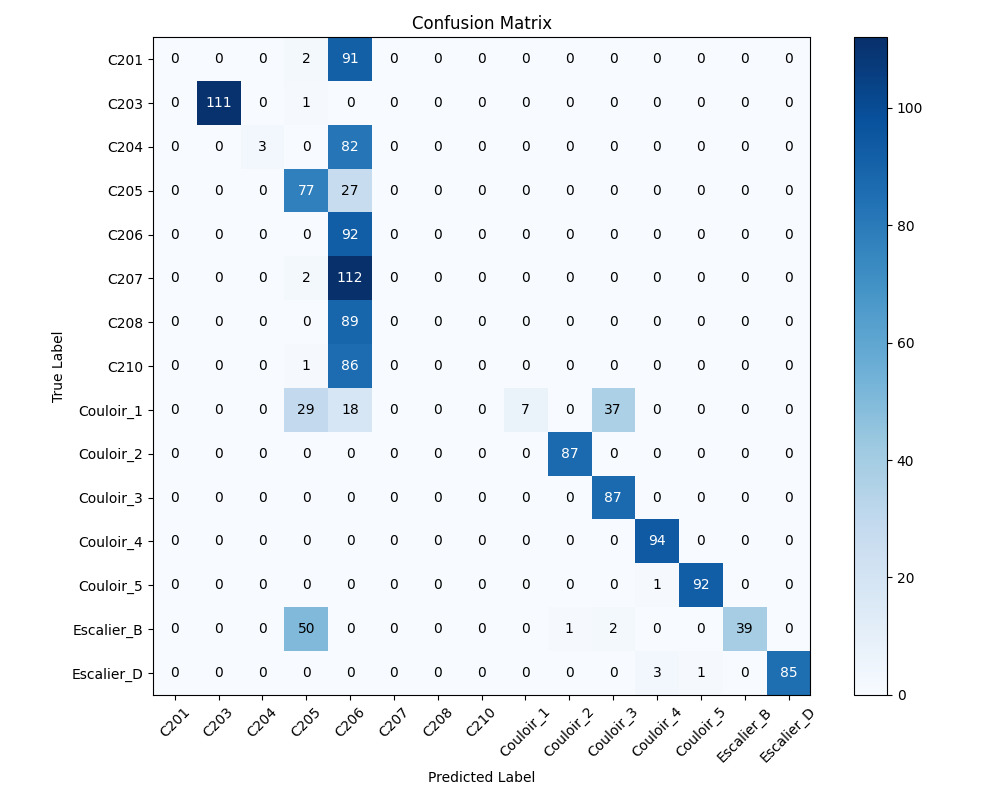 Confusion Matrix
True Label
C201 0 0 0 2 91 0 0 0 0 0 0 0 0 0 0
C203 0 111 0 1 0 0 0 0 0 0 0 0 0 0 0
C204 0 0 3 0 82 0 0 0 0 0 0 0 0 0 0
C205 0 0 0 77 27 0 0 0 0 0 0 0 0 0 0
C206 0 0 0 0 92 0 0 0 0 0 0 0 0 0 0
C207 0 0 0 2 112 0 0 0 0 0 0 0 0 0 0
C208 0 0 0 0 89 0 0 0 0 0 0 0 0 0 0
C210 0 0 0 1 86 0 0 0 0 0 0 0 0 0 0
Couloir_1 0 0 0 29 18 0 0 0 7 0 37 0 0 0 0
Couloir_2 0 0 0 0 0 0 0 0 0 87 0 0 0 0 0
Couloir_3 0 0 0 0 0 0 0 0 0 0 87 0 0 0 0
Couloir_4 0 0 0 0 0 0 0 0 0 0 0 94 0 0 0
Couloir_5 0 0 0 0 0 0 0 0 0 0 0 1 92 0 0
Escalier_B 0 0 0 50 0 0 0 0 0 1 2 0 0 39 0
Escalier_D 0 0 0 0 0 0 0 0 0 0 0 3 1 0 85
C201 C203 C204 C205 C206 C207 C208 C210 Couloir_1 Couloir_2 Couloir_3 Couloir_4 Couloir_5 Escalier_B Escalier_D
Predicted Label
100
80
60
40
20
0